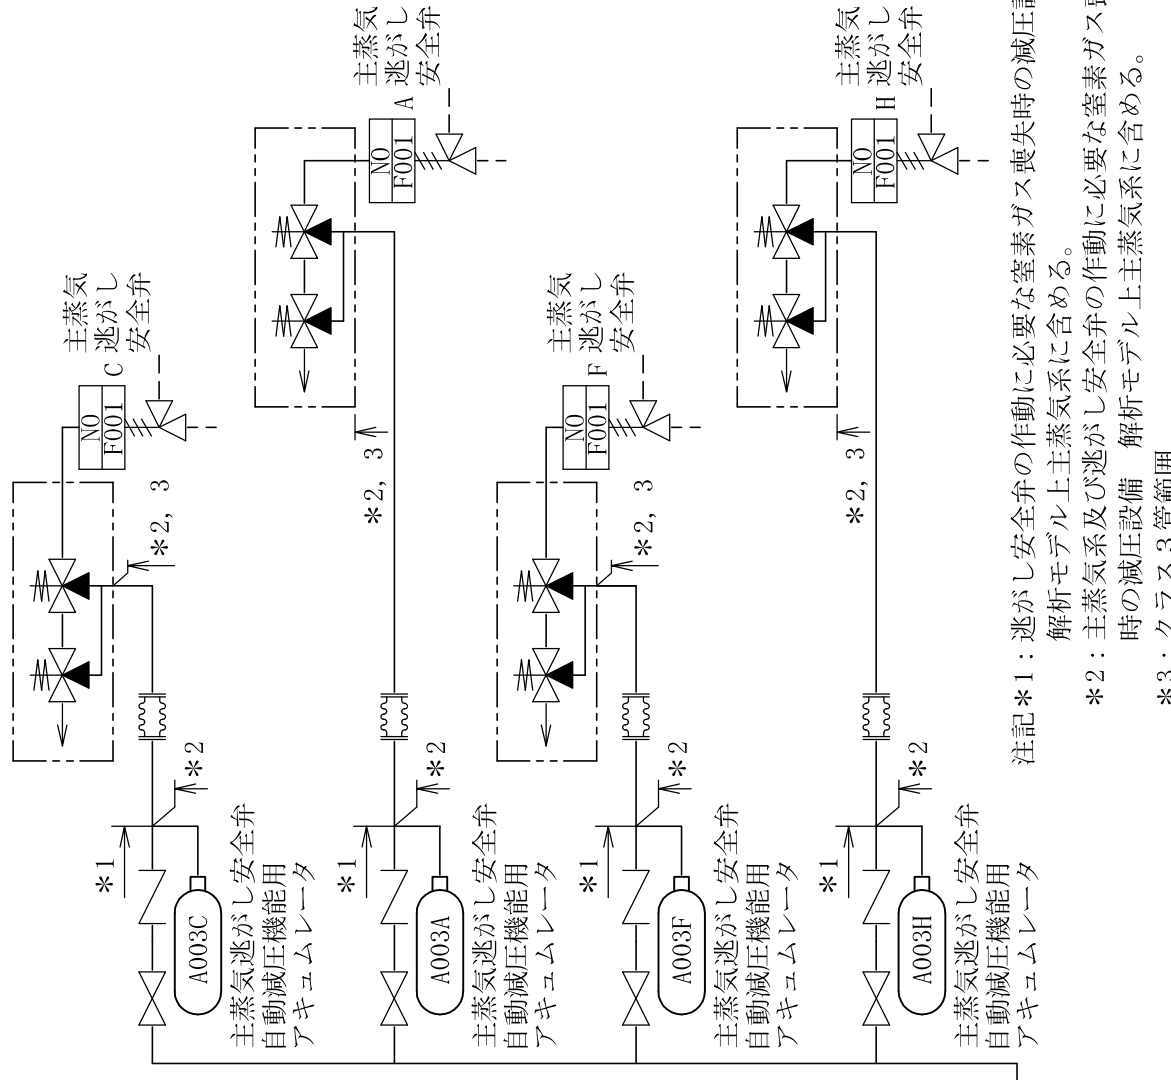 主蒸気
逃がし
安全弁
C
NO
F001
*2, 3
*2
*1
A003C
主蒸気逃がし安全弁
自動減圧機能用
アキュムレータ
主蒸気
逃がし
安全弁
A
NO
F001
*2, 3
*2
*1
A003A
主蒸気逃がし安全弁
自動減圧機能用
アキュムレータ
主蒸気
逃がし
安全弁
F
NO
F001
*2, 3
*2
*1
A003F
主蒸気逃がし安全弁
自動減圧機能用
アキュムレータ
主蒸気
逃がし
安全弁
H
NO
F001
*2, 3
*2
*1
A003H
主蒸気逃がし安全弁
自動減圧機能用
アキュムレータ
注記*1:逃がし安全弁の作動に必要な窒素ガス喪失時の減圧
解析モデル上主蒸気系に含める。
*2:主蒸気系及び逃がし安全弁の作動に必要な窒素ガス
時の減圧設備 解析モデル上主蒸気系に含める。
*3:クラス3管範囲